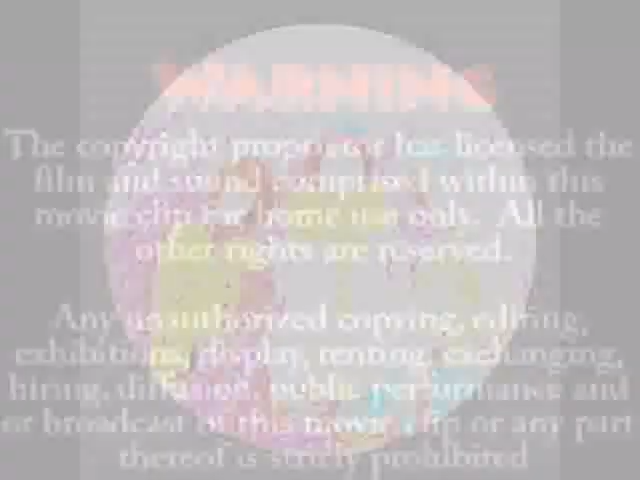 WARNING
The copyright proprietor has licensed the
film and sound comprised within this
movie clip for home use only. All the
other rights are reserved.
Any unauthorized copying, editing,
exhibitions, display, renting, exchanging,
hiring, diffusion, public performance and
or broadcast of this movie clip or any part
thereof is strictly prohibited